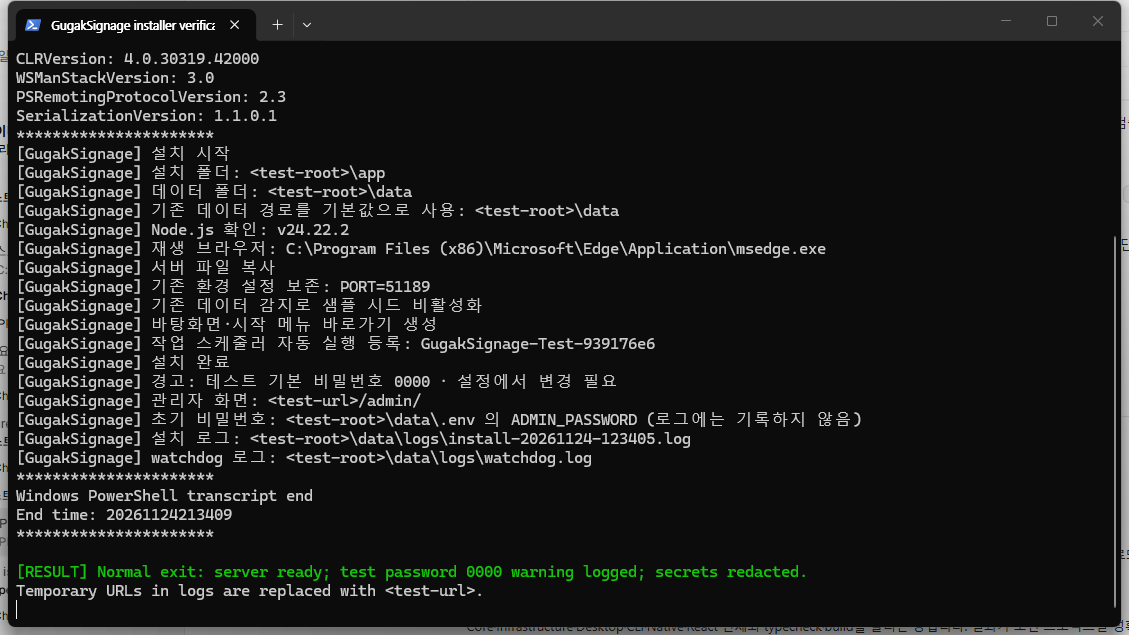 GugakSignage installer verifica
CLRVersion: 4.0.30319.42000
WSManStackVersion: 3.0
PSRemotingProtocolVersion: 2.3
SerializationVersion: 1.1.0.1
**********************
[GugakSignage] 설치 시작
[GugakSignage] 설치 폴더: <test-root>\app
[GugakSignage] 데이터 폴더: <test-root>\data
[GugakSignage] 기존 데이터 경로를 기본값으로 사용: <test-root>\data
[GugakSignage] Node.js 확인: v24.22.2
[GugakSignage] 재생 브라우저: C:\Program Files (x86)\Microsoft\Edge\Application\msedge.exe
[GugakSignage] 서버 파일 복사
[GugakSignage] 기존 환경 설정 보존: PORT=51189
[GugakSignage] 기존 데이터 감지로 샘플 시드 비활성화
[GugakSignage] 바탕화면·시작 메뉴 바로가기 생성
[GugakSignage] 작업 스케줄러 자동 실행 등록: GugakSignage-Test-939176e6
[GugakSignage] 설치 완료
[GugakSignage] 경고: 테스트 기본 비밀번호 0000 · 설정에서 변경 필요
[GugakSignage] 관리자 화면: <test-url>/admin/
[GugakSignage] 초기 비밀번호: <test-root>\data\.env 의 ADMIN_PASSWORD (로그에는 기록하지 않음)
[GugakSignage] 설치 로그: <test-root>\data\logs\install-20261124-123405.log
[GugakSignage] watchdog 로그: <test-root>\data\logs\watchdog.log
**********************
Windows PowerShell transcript end
End time: 20261124213409
**********************
[RESULT] Normal exit: server ready; test password 0000 warning logged; secrets redacted.
Temporary URLs in logs are replaced with <test-url>.